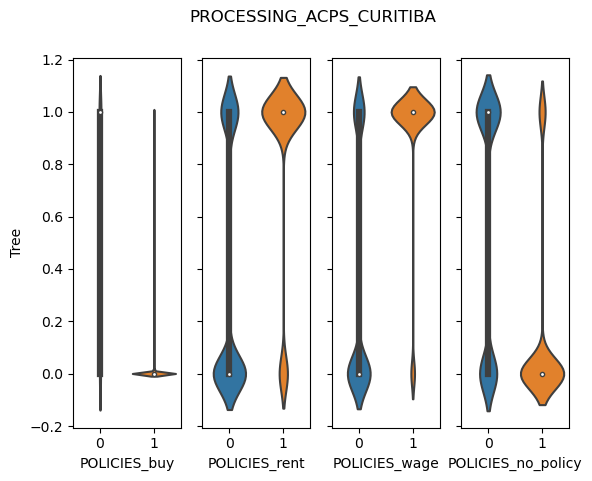 PROCESSING_ACPS_CURITIBA
1.2
1.0
0.8
0.6
0.4
0.2
0.0
−0.2
Tree
0 1 0 1 0 1 0 1
POLICIES_buy POLICIES_rent POLICIES_wage POLICIES_no_policy